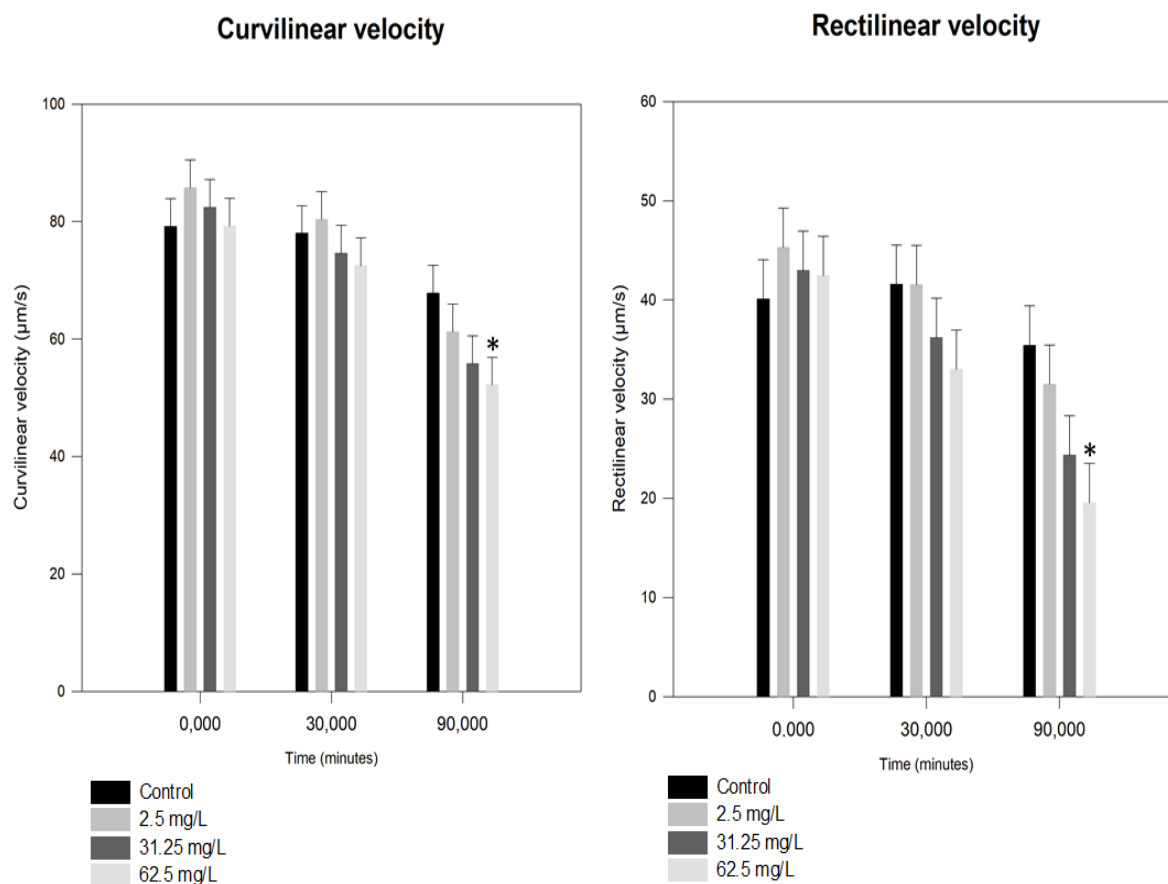 Curvilinear velocity
Curvilinear velocity (µm/s)
100
80
60
40
20
0
*
0,000
30,000
90,000
Time (minutes)
Control
2.5 mg/L
31.25 mg/L
62.5 mg/L
Rectilinear velocity
Rectilinear velocity (µm/s)
60
50
40
30
20
10
0
*
0.000
30,000
90,000
Time (minutes)
Control
2.5 mg/L
31.25 mg/L
62.5 mg/L